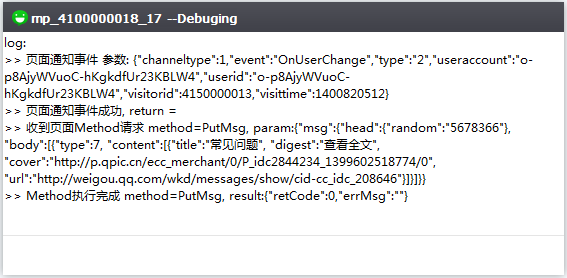 mp_4100000018_17 --Debuging
log:
>> 页面通知事件 参数: {"channeltype":1,"event":"OnUserChange","type":"2","useraccount":"o-
p8AjyWVuoC-hKgkdfUr23KBLW4","userid":"o-p8AjyWVuoC-
hKgkdfUr23KBLW4","visitorid":4150000013,"visittime":1400820512}
>> 页面通知事件成功, return =
>> 收到页面Method请求 method=PutMsg, param:{"msg":{"head":{"random":"5678366"},
"body":[{"type":7, "content":[{"title":"常见问题", "digest":"查看全文",
"cover":"http://p.qpic.cn/ecc_merchant/0/P_idc2844234_1399602518774/0",
"url":"http://weigou.qq.com/wkd/messages/show/cid-cc_idc_208646"}]}]}}
>> Method执行完成 method=PutMsg, result:{"retCode":0,"errMsg":""}